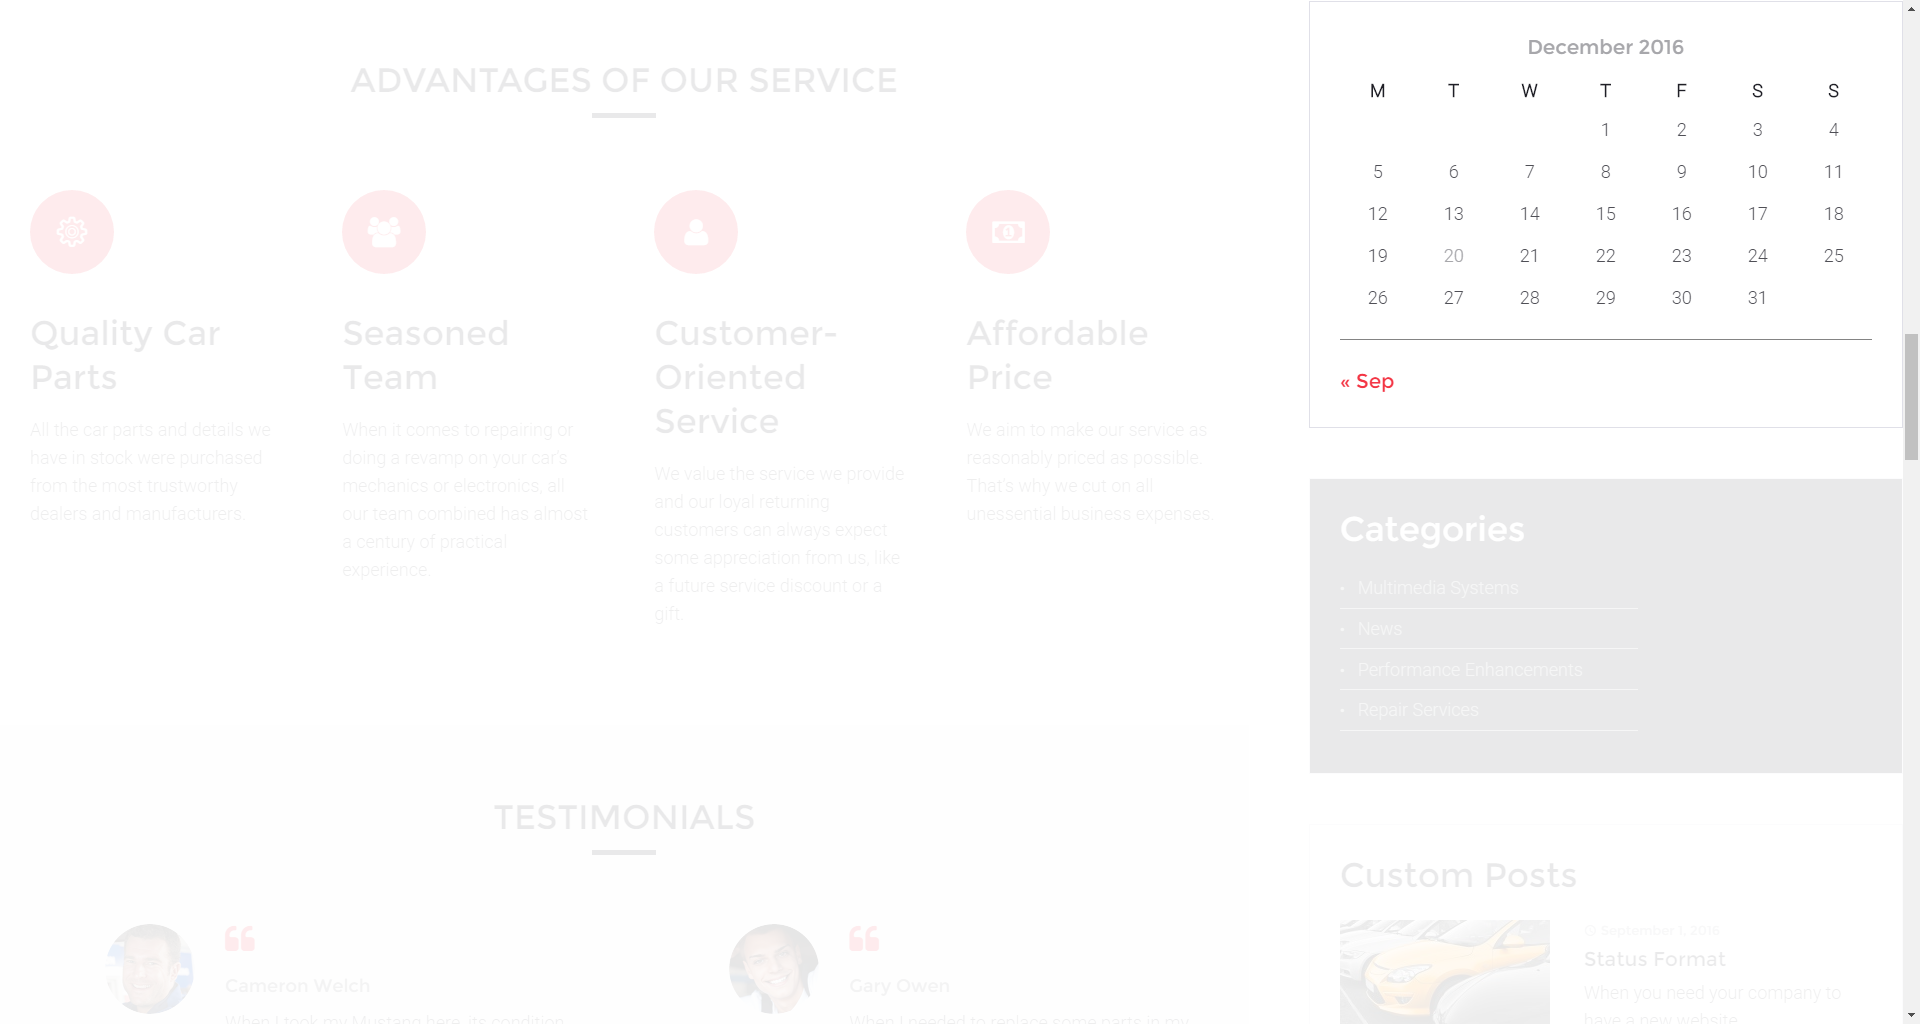 ADVANTAGES OF OUR SERVICE
Quality Car
Parts
All the car parts and details we
have in stock were purchased
from the most trustworthy
dealers and manufacturers.
Seasoned
Team
When it comes to repairing or
doing a revamp on your car's
mechanics or electronics, all
our team combined has almost
a century of practical
experience.
Customer-
Oriented
Service
We value the service we provide
and our loyal returning
customers can always expect
some appreciation from us, like
a future service discount or a
gift.
Affordable
Price
We aim to make our service as
reasonably priced as possible.
That's why we cut on all
unessential business expenses.
TESTIMONIALS
Cameron Welch
When I took my Mustang here, its condition
Gary Owen
When I needed to replace some parts in my
December 2016
M T W T F S S
1 2 3 4
5 6 7 8 9 10 11
12 13 14 15 16 17 18
19 20 21 22 23 24 25
26 27 28 29 30 31
« Sep
Categories
• Multimedia Systems
• News
• Performance Enhancements
• Repair Services
Custom Posts
September 1, 2016
Status Format
When you need your company to
have a new website